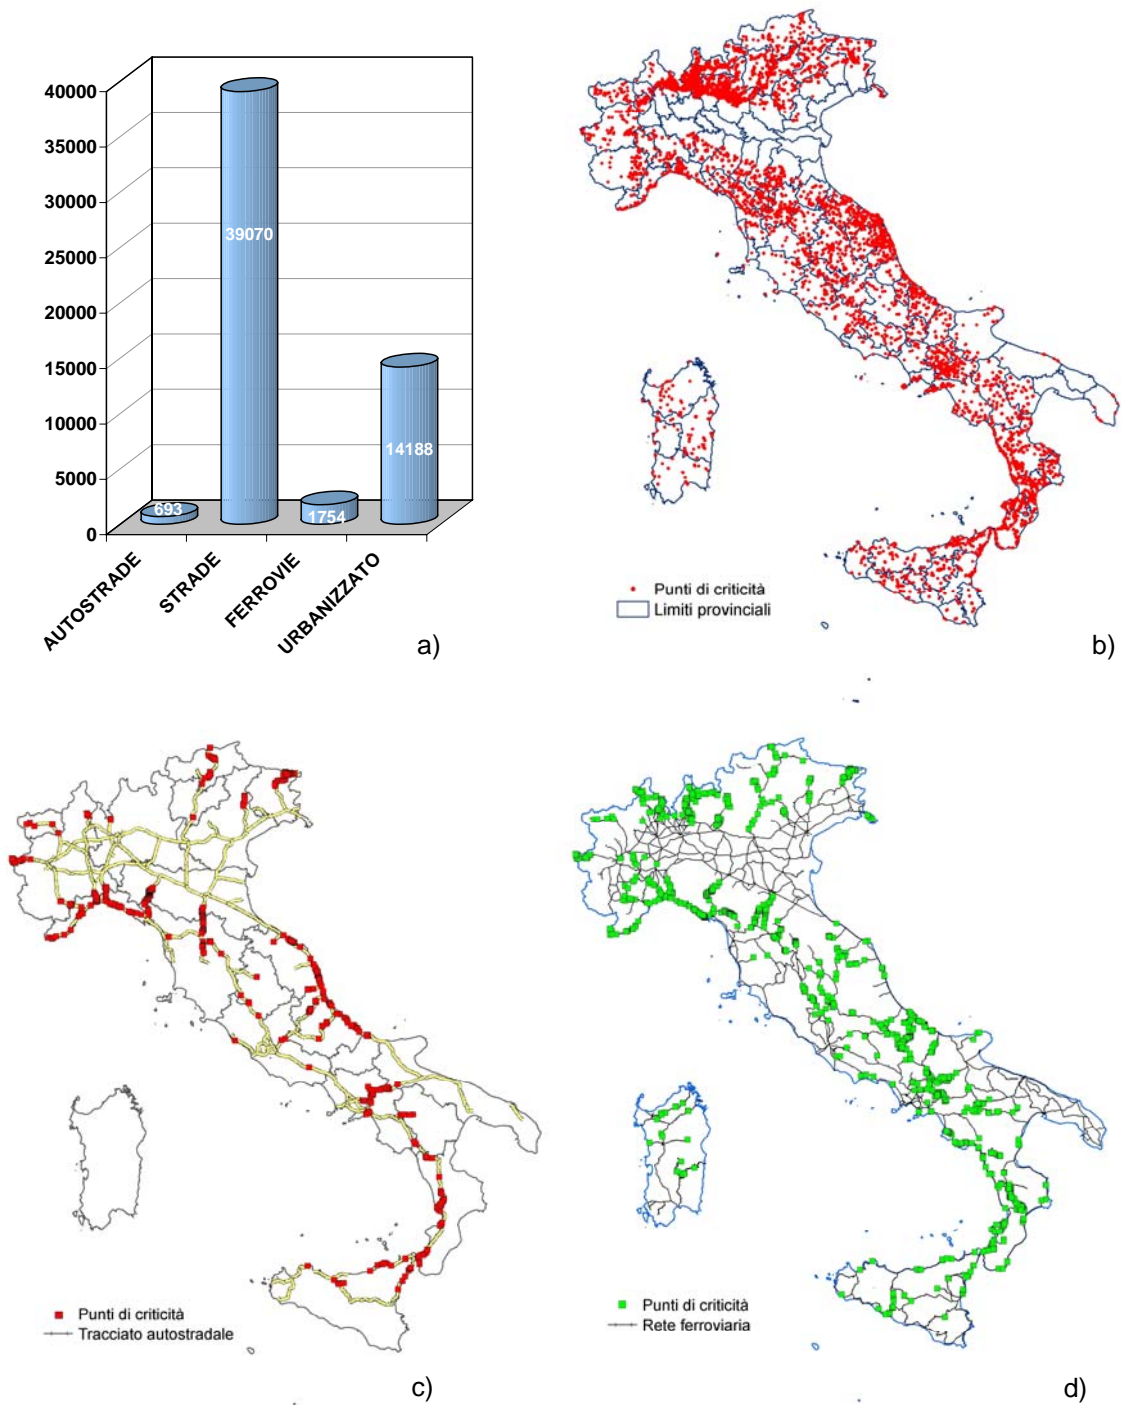 40000
35000
30000
25000
20000
15000
10000
5000
0
693
39070
1754
14188
AUTOSTRADE
STRADE
FERROVIE
URBANIZZATO
a)
Punti di criticità
Limiti provinciali
b)
Punti di criticità
Tracciato autostradale
c)
Punti di criticità
Rete ferroviaria
d)